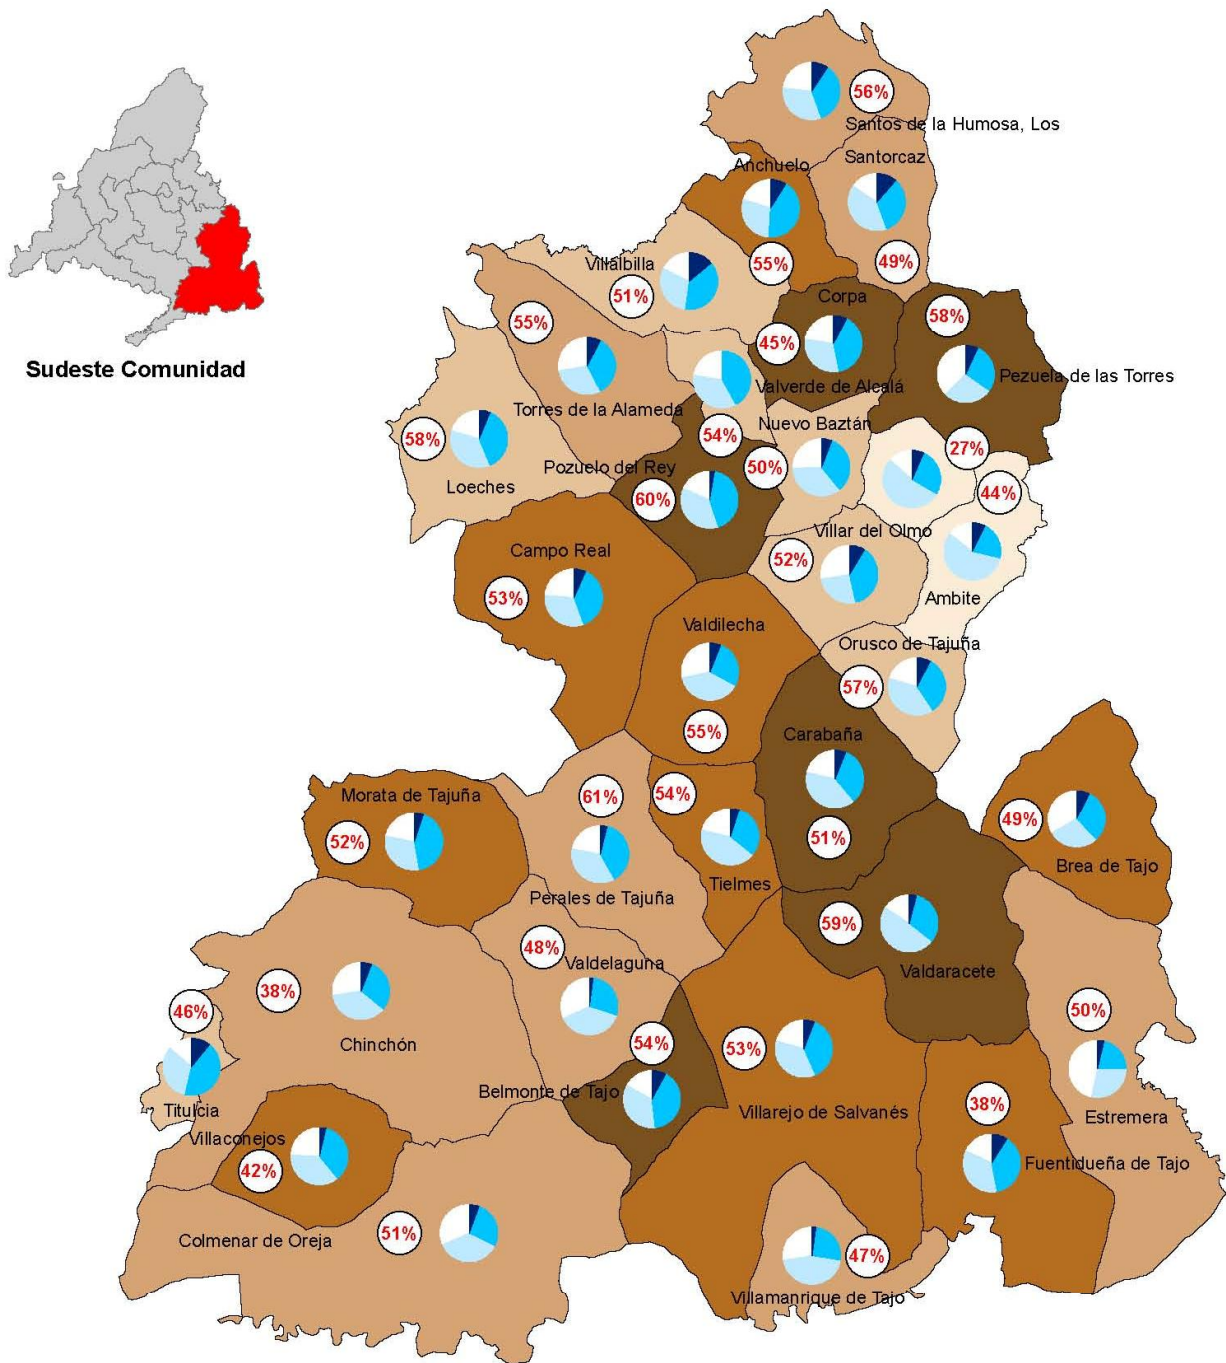 56%
Santos de la Humosa, Los
Anchuelo
Santorcaz
55%
49%
Villalbilla
51%
Corpa
58%
55%
45%
Sudeste Comunidad
Valverde de Alcalá
Pezuela de las Torres
Torres de la Alameda
Nuevo Baztán
58%
54%
27%
Pozuelo del Rey
50%
Loeches
60%
44%
Villar del Olmo
Campo Real
52%
53%
Ambite
Valdilecha
Orusco de Tajuña
57%
55%
Carabaña
Morata de Tajuña
61%
54%
49%
52%
51%
Brea de Tajo
Tielmes
Perales de Tajuña
59%
48%
Valdelaguna
Valdaracete
38%
46%
50%
Chinchón
54%
53%
Belmonte de Tajo
38%
Titulcia
Villarejo de Salvanés
Estremera
Villaconejos
Fuentidueña de Tajo
42%
51%
Colmenar de Oreja
47%
Villamanrique de Tajo